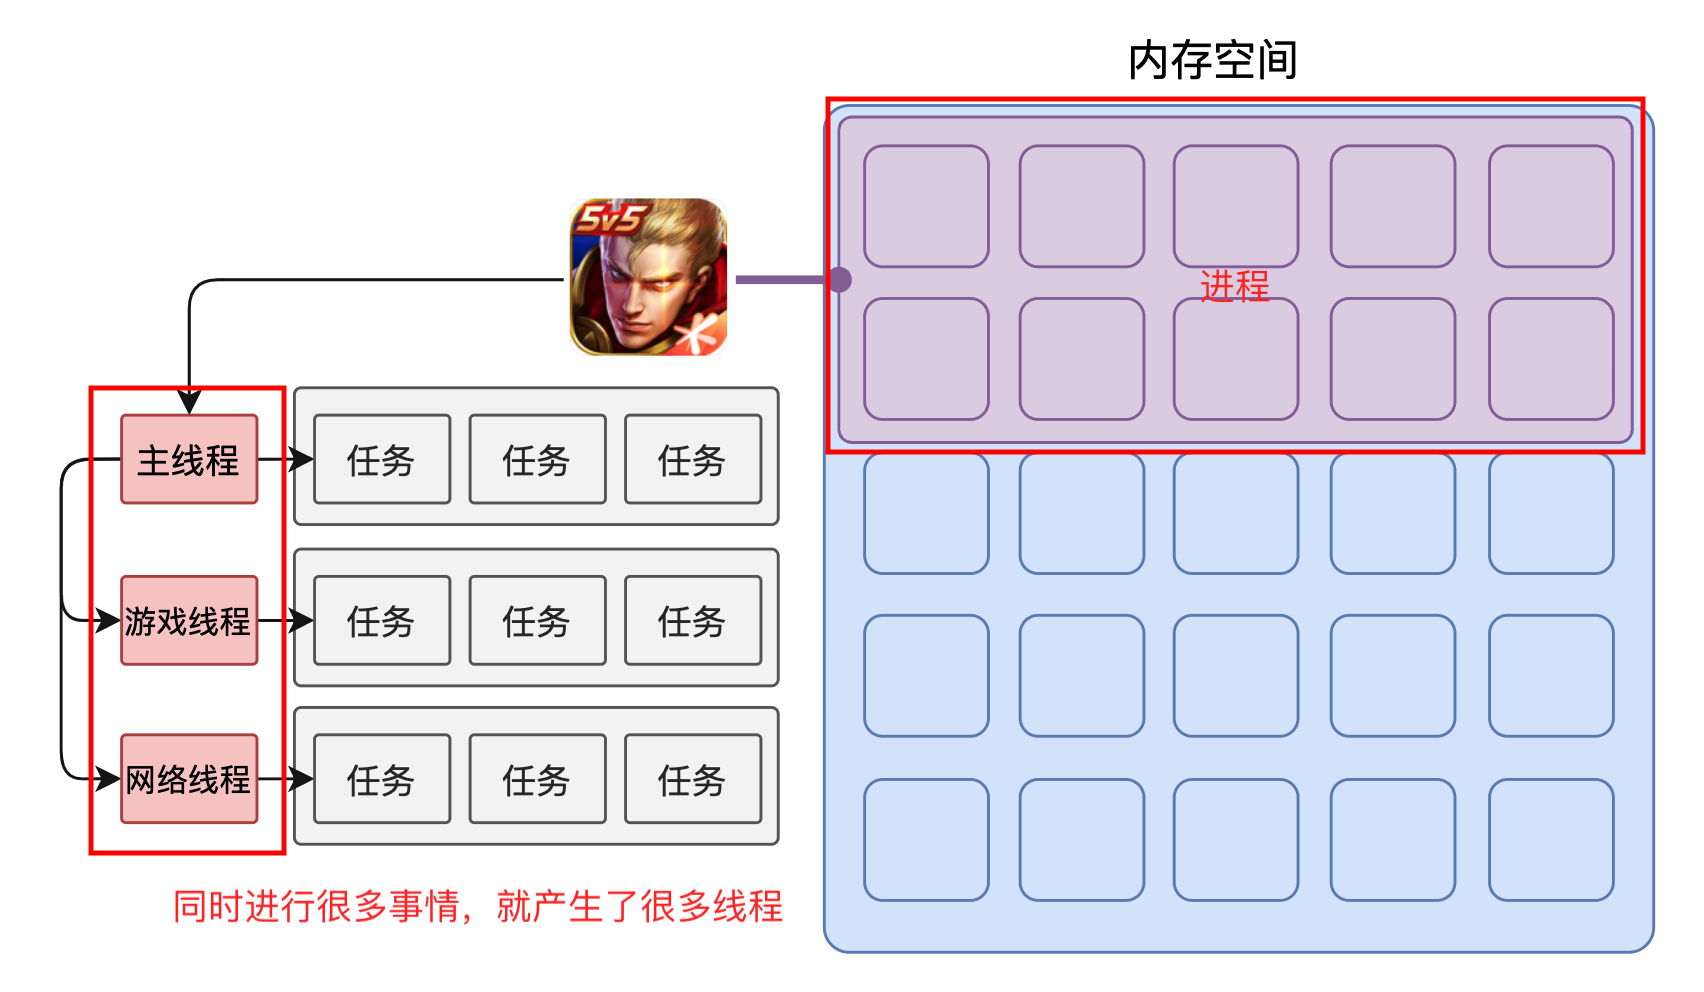 内存空间
5v5
进程
主线程
任务
任务
任务
游戏线程
任务
任务
任务
网络线程
任务
任务
任务
同时进行很多事情，就产生了很多线程